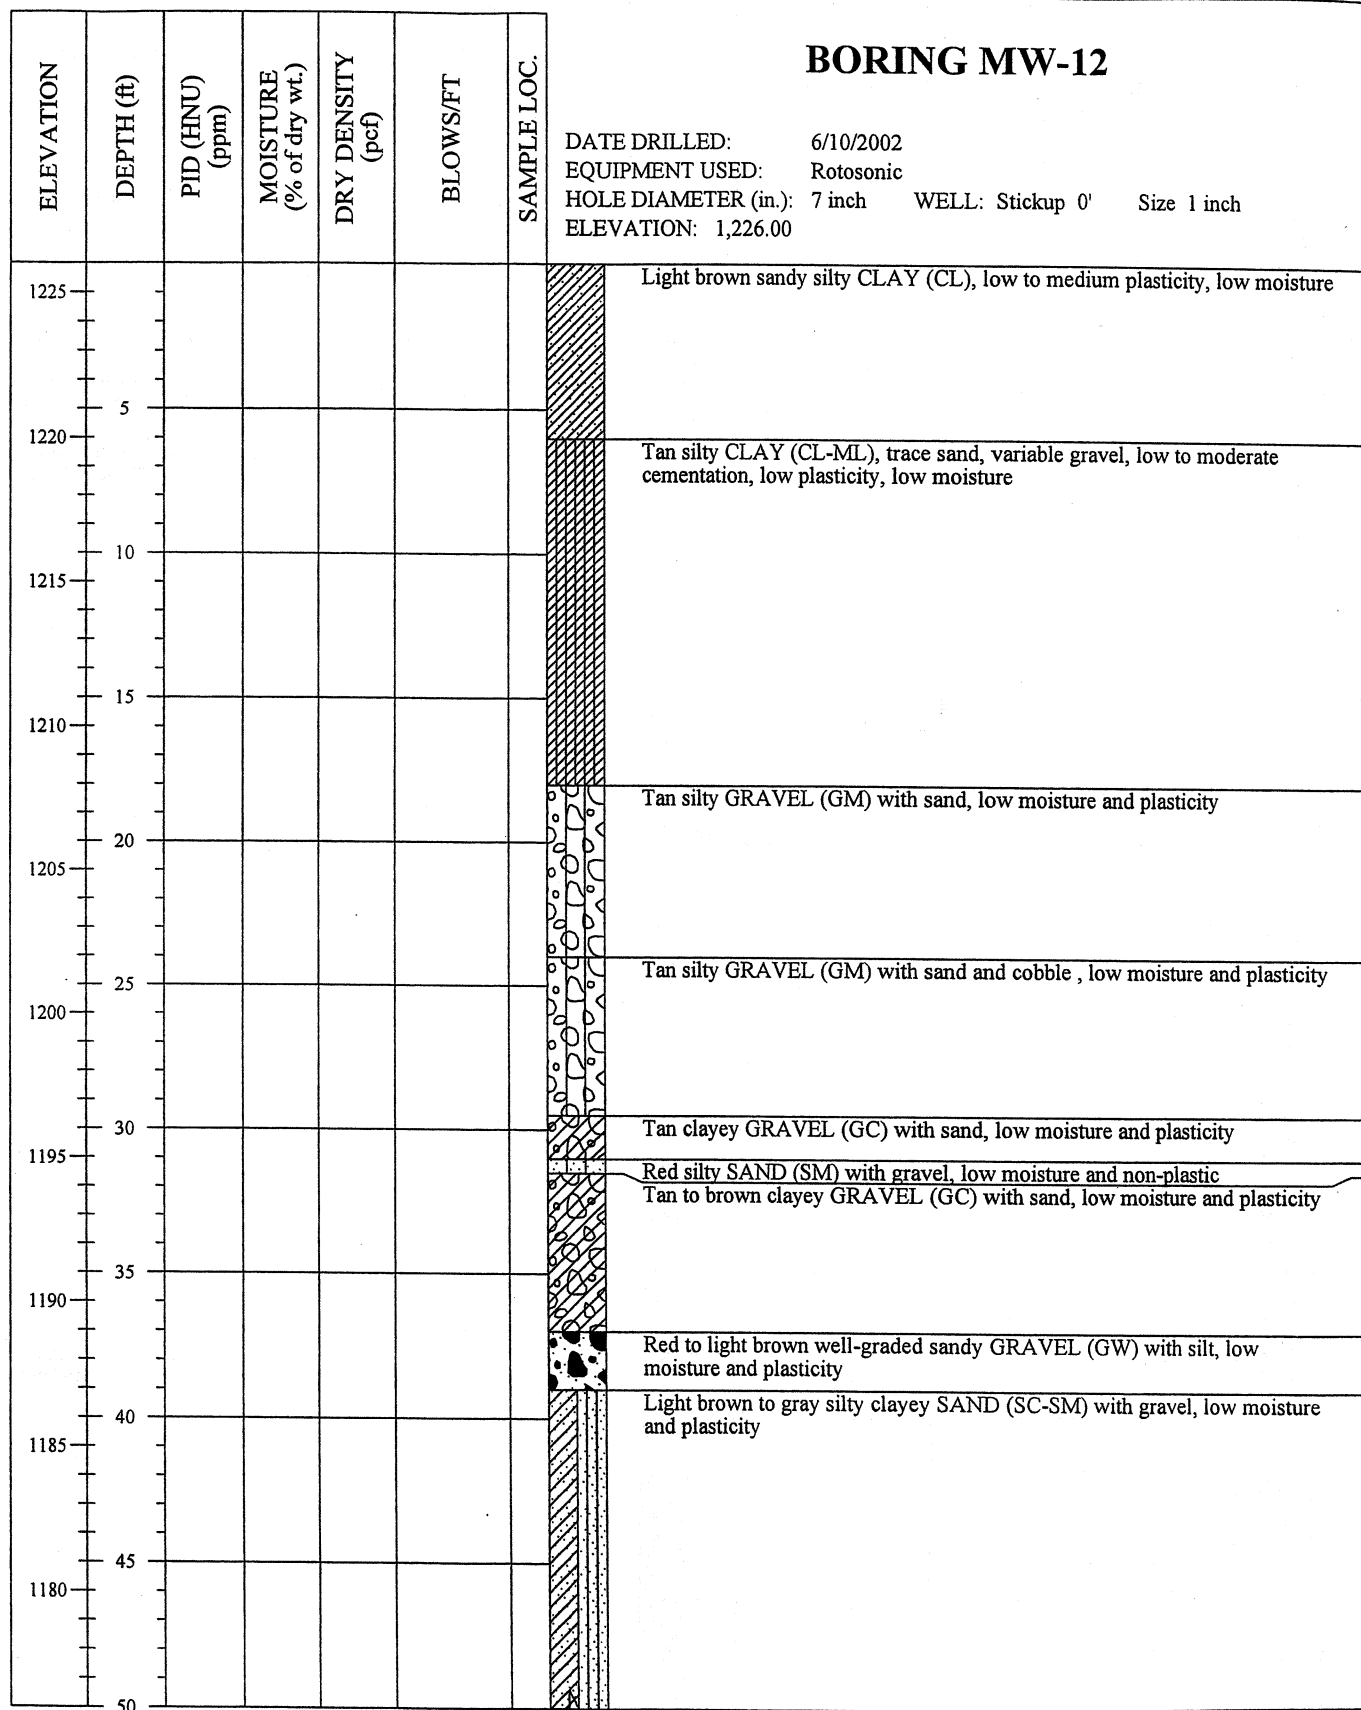 BORING MW-12
ELEVATION
DEPTH (ft)
PID (HNU)
(ppm)
MOISTURE
(% of dry wt.)
DRY DENSITY
(pcf)
BLOWS/FT
SAMPLE LOC.
DATE DRILLED: 6/10/2002
EQUIPMENT USED: Rotosonic
HOLE DIAMETER (in.): 7 inch WELL: Stickup 0' Size 1 inch
ELEVATION: 1,226.00
Light brown sandy silty CLAY (CL), low to medium plasticity, low moisture
1225
5
1220
Tan silty CLAY (CL-ML), trace sand, variable gravel, low to moderate
cementation, low plasticity, low moisture
10
1215
15
1210
Tan silty GRAVEL (GM) with sand, low moisture and plasticity
20
1205
Tan silty GRAVEL (GM) with sand and cobble , low moisture and plasticity
25
1200
30
Tan clayey GRAVEL (GC) with sand, low moisture and plasticity
1195
Red silty SAND (SM) with gravel, low moisture and non-plastic
Tan to brown clayey GRAVEL (GC) with sand, low moisture and plasticity
35
1190
Red to light brown well-graded sandy GRAVEL (GW) with silt, low
moisture and plasticity
Light brown to gray silty clayey SAND (SC-SM) with gravel, low moisture
and plasticity
40
1185
45
1180
50